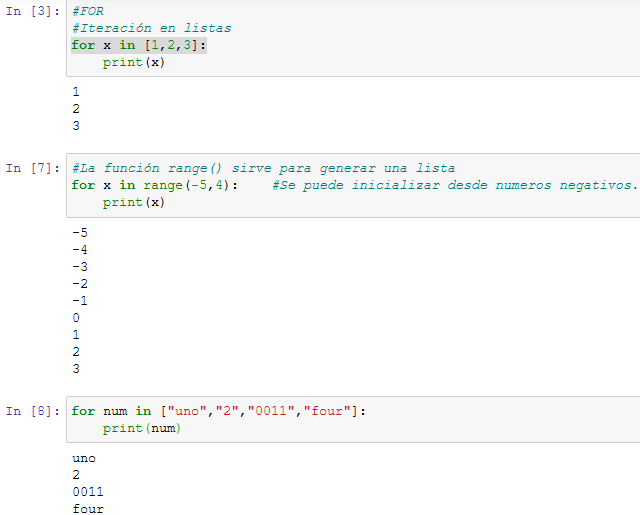 In [3]: #FOR
#Iteración en listas
for x in [1,2,3]:
    print(x)
1
2
3
In [7]: #La función range() sirve para generar una lista
for x in range(-5,4):    #Se puede inicializar desde numeros negativos.
    print(x)
-5
-4
-3
-2
-1
0
1
2
3
In [8]: for num in ["uno","2","0011","four"]:
    print(num)
uno
2
0011
four